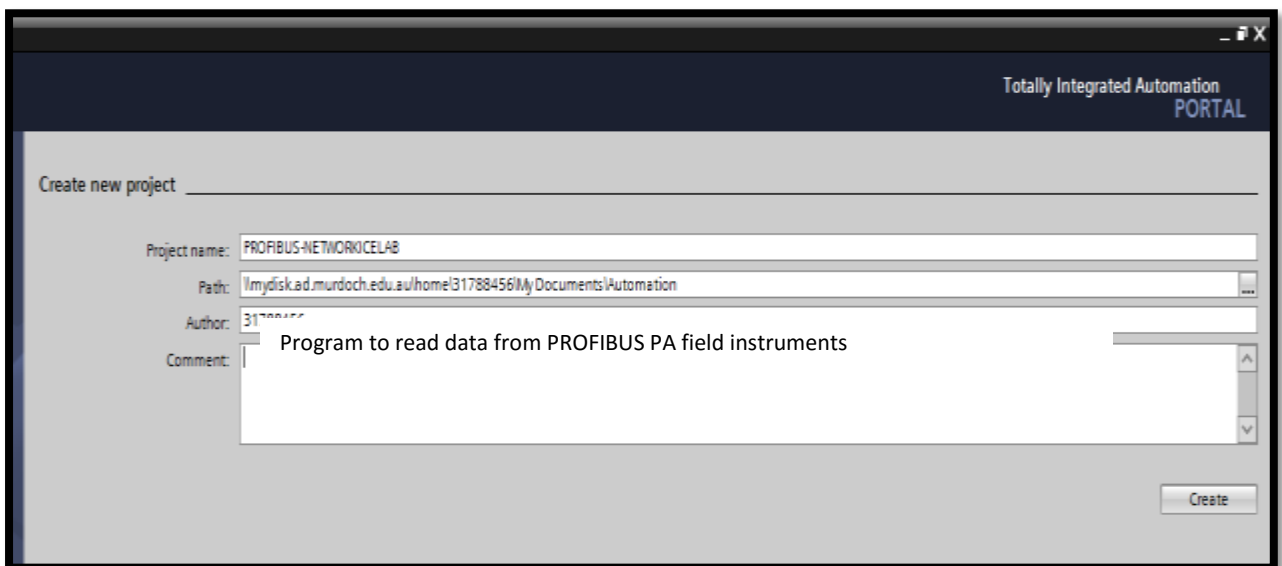 Totally Integrated Automation
PORTAL
Create new project
Project name: PROFIBUS-NETWORKICELAB
Path: \\mydisk.ad.murdoch.edu.au\home\31788456\My Documents\Automation ...
Author: 31788456
Program to read data from PROFIBUS PA field instruments
Comment:
Create